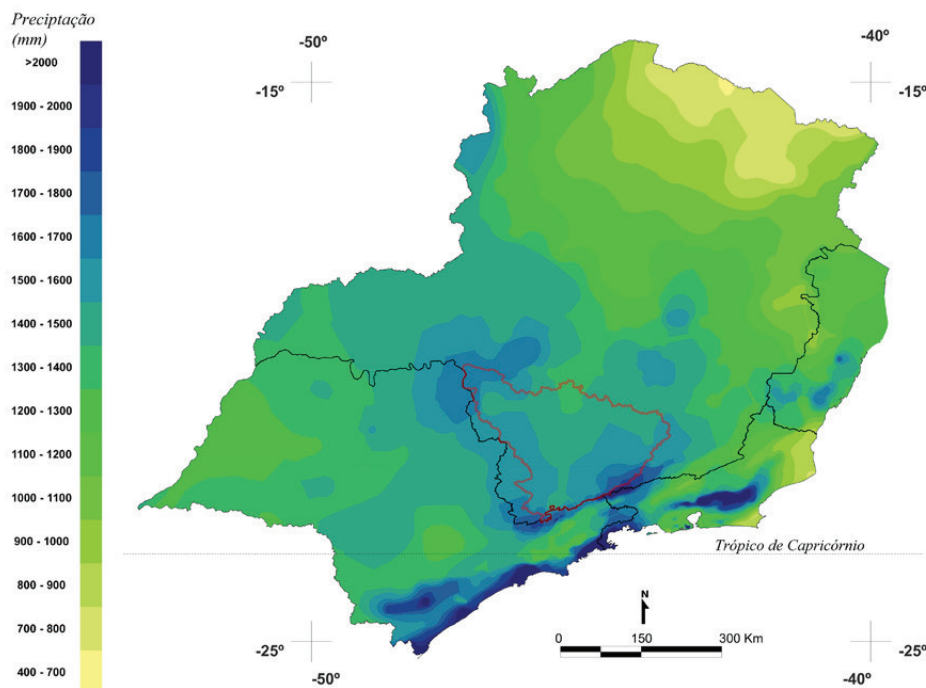 Preciptação
(mm)
>2000
1900 - 2000
1800 - 1900
1700 - 1800
1600 - 1700
1500 - 1600
1400 - 1500
1300 - 1400
1200 - 1300
1000 - 1100
900 - 1000
800 - 900
700 - 800
400 - 700
-50º
-40º
-15º
-15º
Trópico de Capricórnio
N
0
150
300 Km
-25º
-25º
-50º
-40º